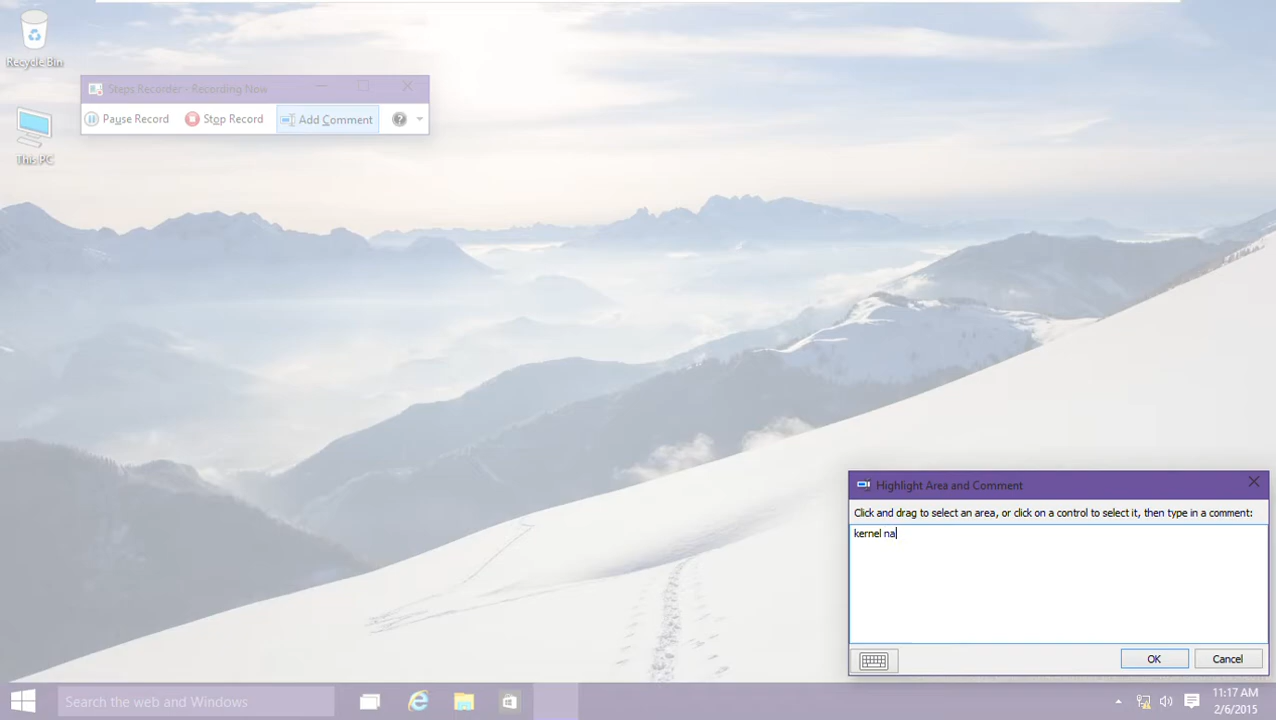 Recycle Bin
Steps Recorder - Recording Now
Pause Record Stop Record Add Comment ?
This PC
Highlight Area and Comment
Click and drag to select an area, or click on a control to select it, then type in a comment:
kernel na
OK Cancel
Search the web and Windows
11:17 AM
2/6/2015